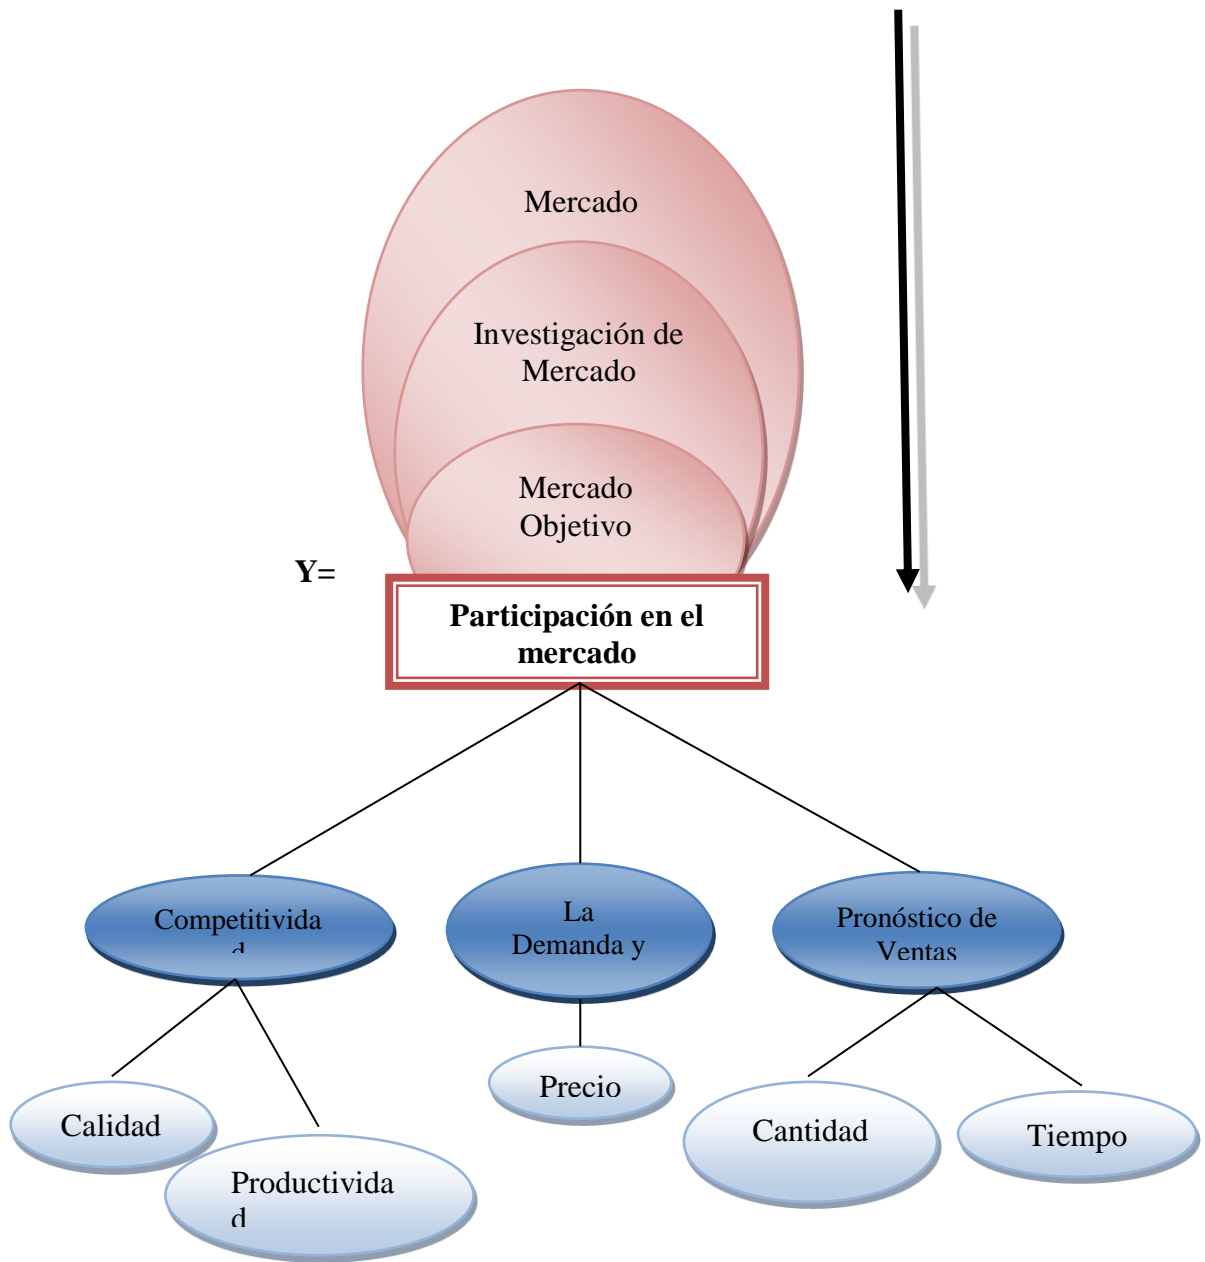 Mercado
Investigación de
Mercado
Mercado
Objetivo
Y=
Participación en el
mercado
Competitivida
d
La
Demanda y
Pronóstico de
Ventas
Calidad
Productivida
d
Precio
Cantidad
Tiempo